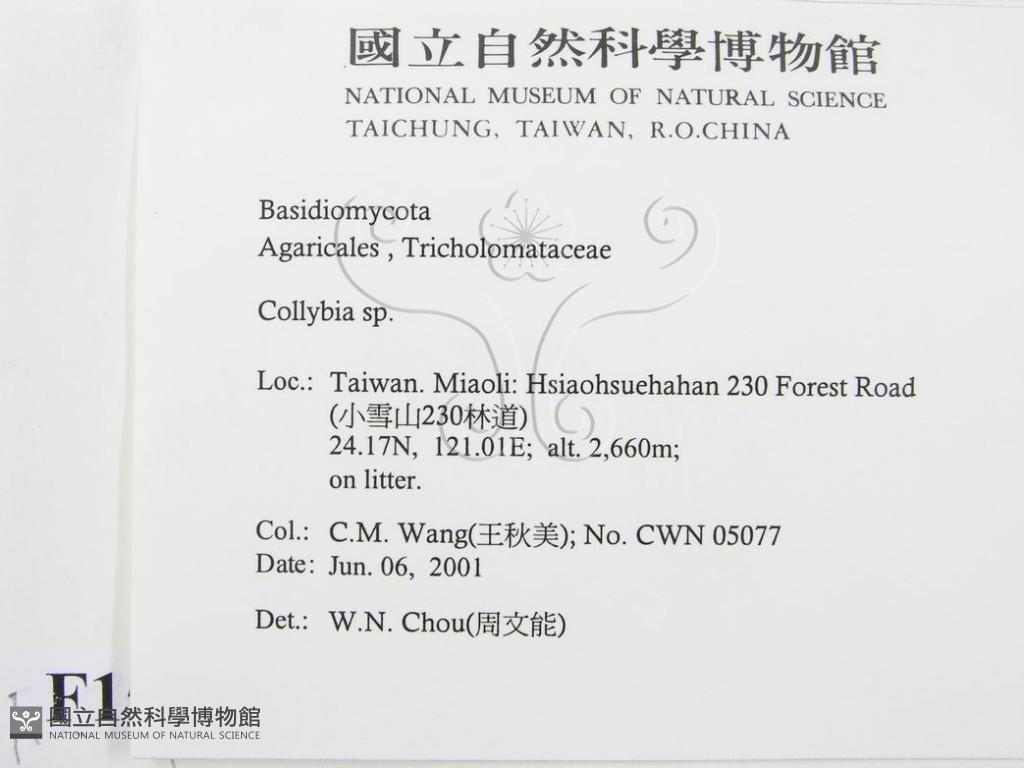 國立自然科學博物館
NATIONAL MUSEUM OF NATURAL SCIENCE
TAICHUNG, TAIWAN, R.O.CHINA
Basidiomycota
Agaricales , Tricholomataceae
Collybia sp.
Loc.: Taiwan. Miaoli: Hsiaohsuehahan 230 Forest Road
(小雪山230林道)
24.17N, 121.01E; alt. 2,660m;
on litter.
Col.: C.M. Wang(王秋美); No. CWN 05077
Date: Jun. 06, 2001
Det.: W.N. Chou(周文能)
F1
國立自然科學博物館
NATIONAL MUSEUM OF NATURAL SCIENCE